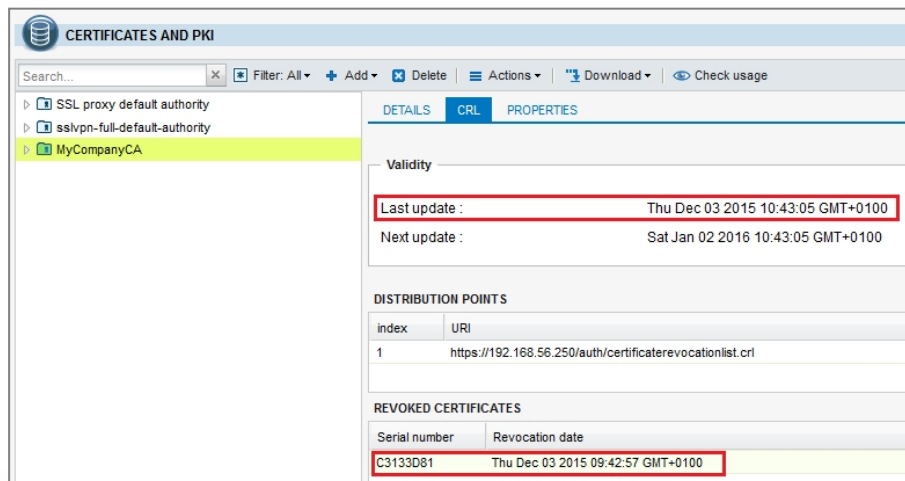 CERTIFICATES AND PKI
Search... Filter: All Add Delete Actions Download Check usage
SSL proxy default authority
sslvpn-full-default-authority
MyCompanyCA
DETAILS CRL PROPERTIES
Validity
Last update : Thu Dec 03 2015 10:43:05 GMT+0100
Next update : Sat Jan 02 2016 10:43:05 GMT+0100
DISTRIBUTION POINTS
index URI
1 https://192.168.56.250/auth/certificaterevocationlist.crl
REVOKED CERTIFICATES
Serial number Revocation date
C3133D81 Thu Dec 03 2015 09:42:57 GMT+0100